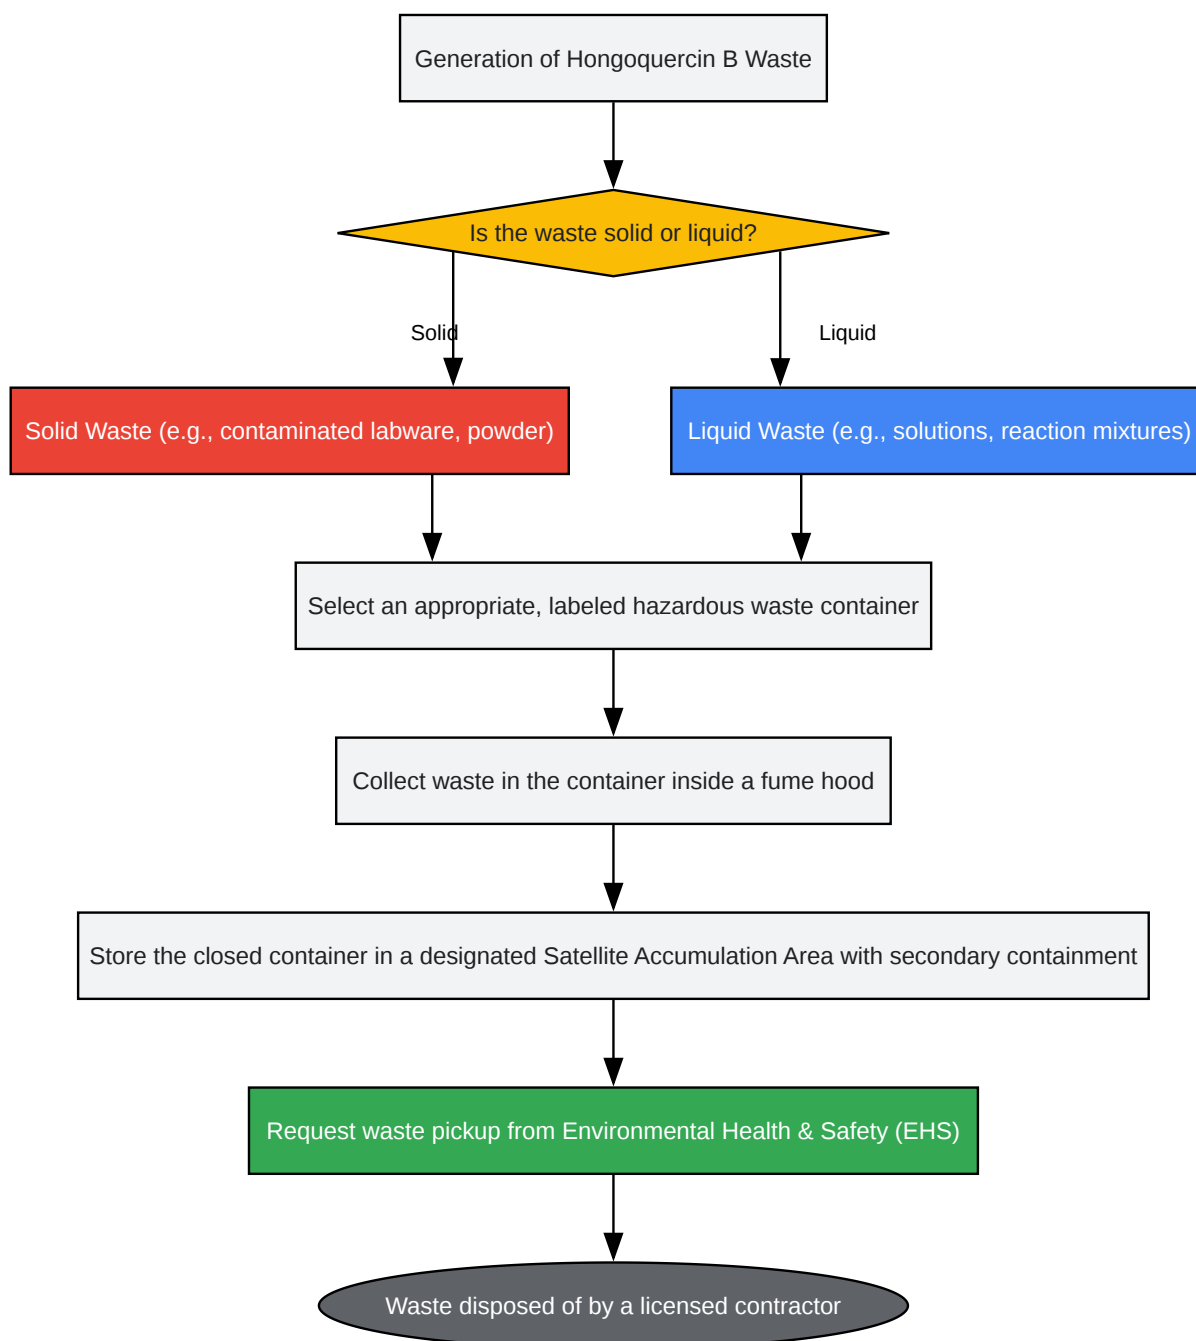 Generation of Hongoquercin B Waste
Is the waste solid or liquid?
Solid
Liquid
Solid Waste (e.g., contaminated labware, powder)
Liquid Waste (e.g., solutions, reaction mixtures)
Select an appropriate, labeled hazardous waste container
Collect waste in the container inside a fume hood
Store the closed container in a designated Satellite Accumulation Area with secondary containment
Request waste pickup from Environmental Health & Safety (EHS)
Waste disposed of by a licensed contractor